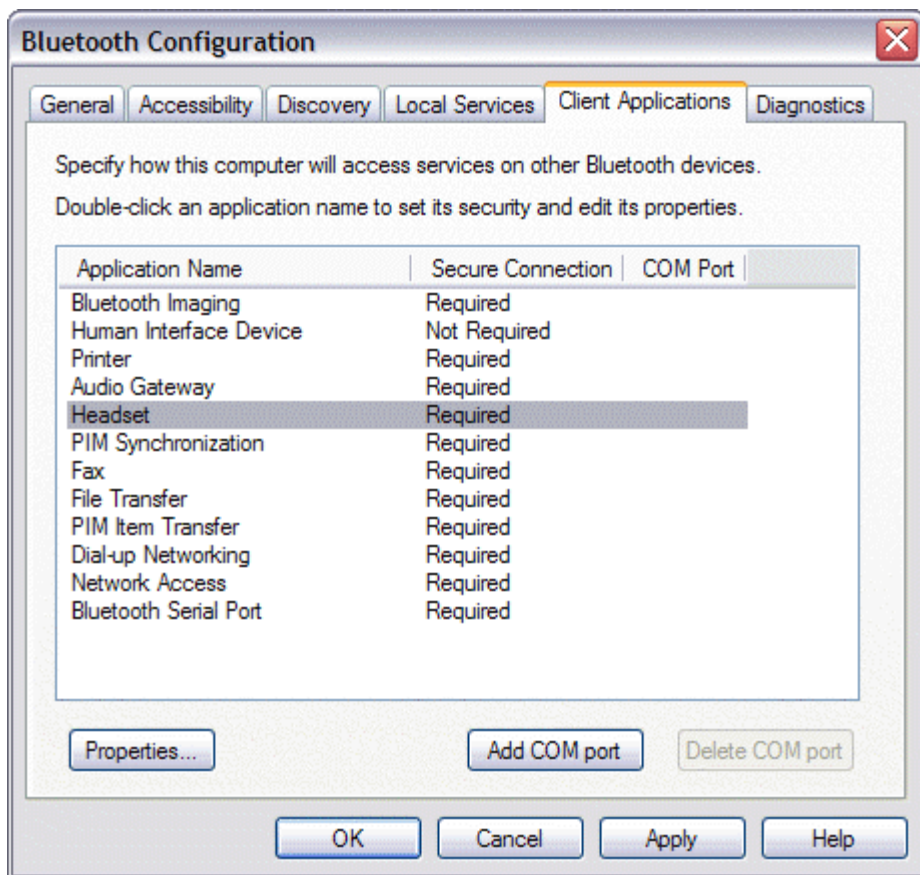 Bluetooth Configuration
General Accessibility Discovery Local Services Client Applications Diagnostics
Specify how this computer will access services on other Bluetooth devices.
Double-click an application name to set its security and edit its properties.
Application Name Secure Connection COM Port
Bluetooth Imaging Required
Human Interface Device Not Required
Printer Required
Audio Gateway Required
Headset Required
PIM Synchronization Required
Fax Required
File Transfer Required
PIM Item Transfer Required
Dial-up Networking Required
Network Access Required
Bluetooth Serial Port Required
Properties... Add COM port Delete COM port
OK Cancel Apply Help